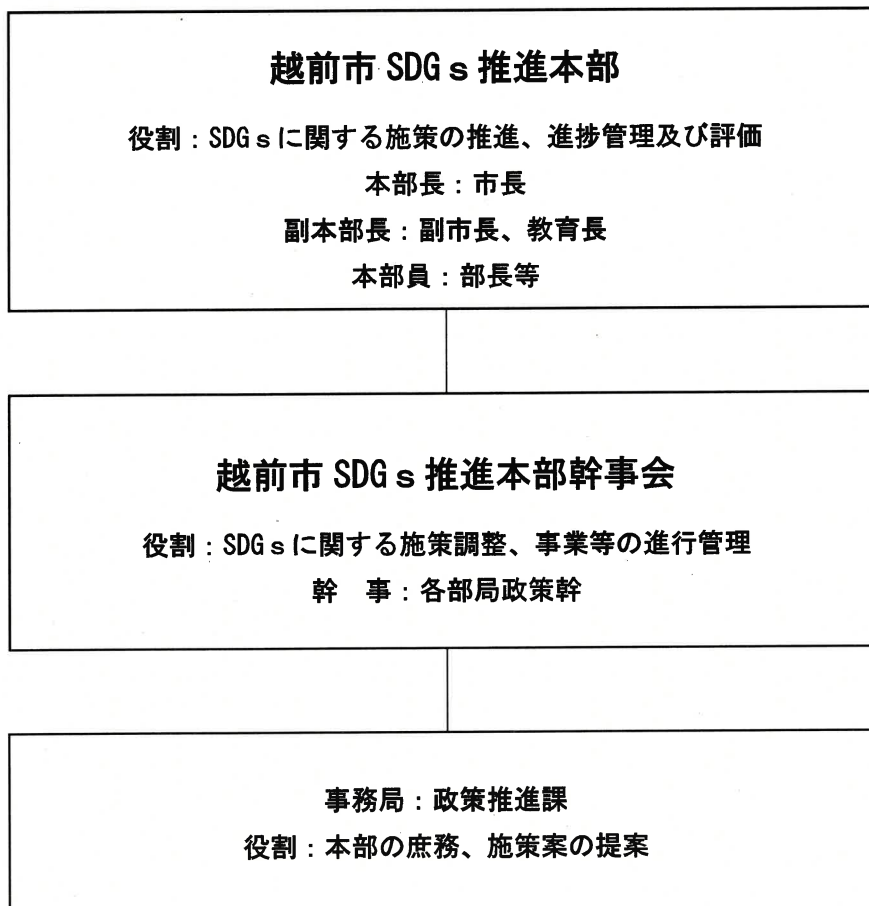 越前市 SDGｓ推進本部
役割：SDGｓに関する施策の推進、進捗管理及び評価
本部長：市長
副本部長：副市長、教育長
本部員：部長等
越前市 SDGｓ推進本部幹事会
役割：SDGｓに関する施策調整、事業等の進行管理
幹　事：各部局政策幹
事務局：政策推進課
役割：本部の庶務、施策案の提案